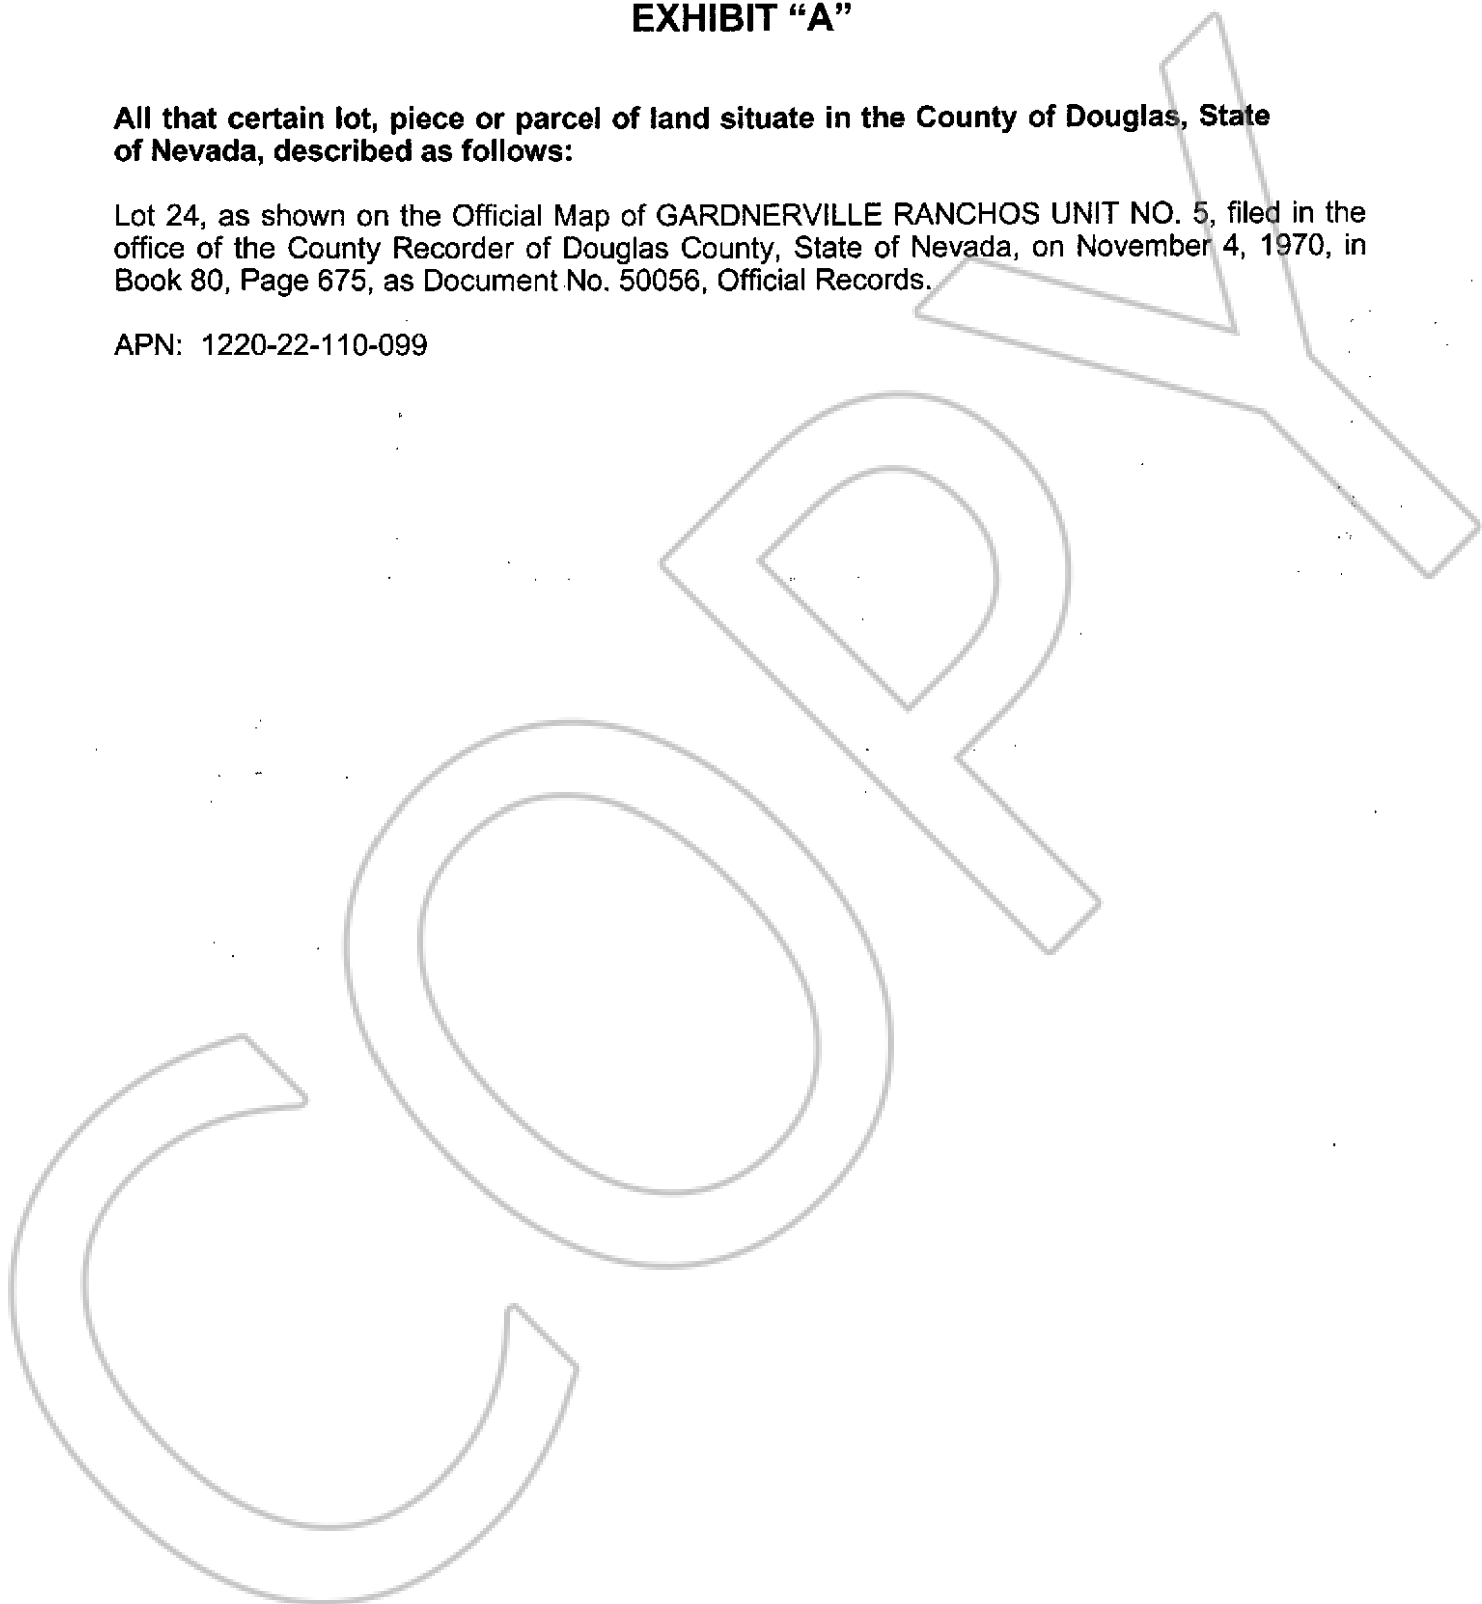 EXHIBIT “A”
All that certain lot, piece or parcel of land situate in the County of Douglas, State
of Nevada, described as follows:
Lot 24, as shown on the Official Map of GARDNERVILLE RANCHOS UNIT NO. 5, filed in the
office of the County Recorder of Douglas County, State of Nevada, on November 4, 1970, in
Book 80, Page 675, as Document No. 50056, Official Records.
APN: 1220-22-110-099
COPY